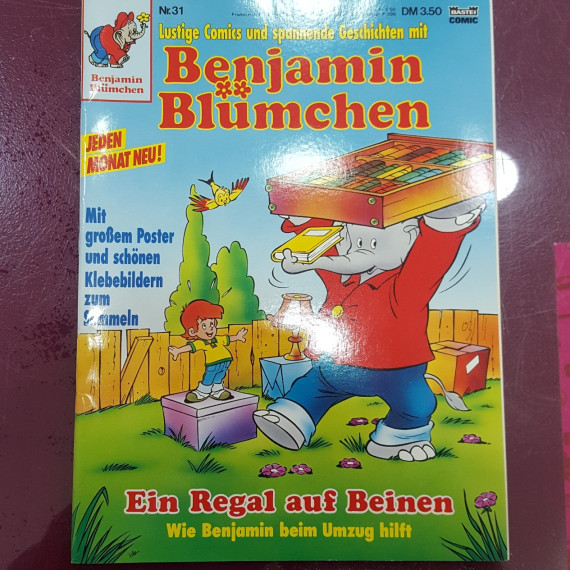 Nr. 31
DM 3.50
BASTEI
COMIC
Lustige Comics und spannende Geschichten mit
Benjamin
Blümchen
Benjamin
Blümchen
JEDEN
MONAT NEU!
Mit
großem Poster
und schönen
Klebebildern
zum
Sammeln
Ein Regal auf Beinen
Wie Benjamin beim Umzug hilft